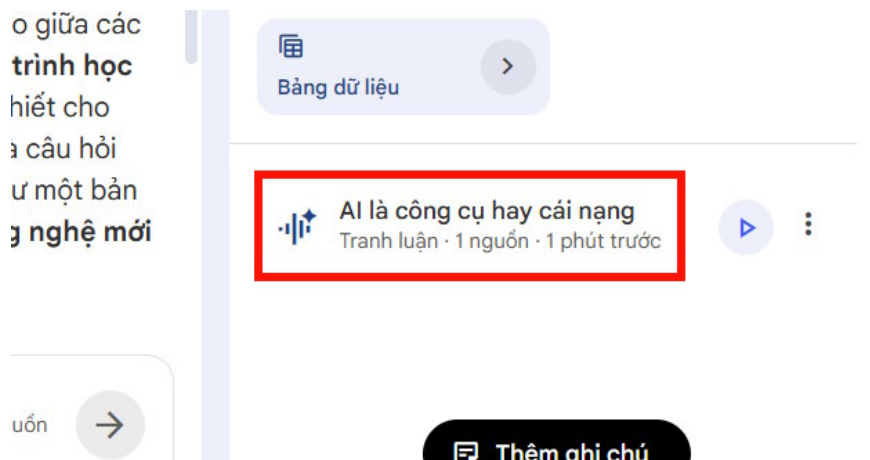 o giữa các
trình học
hiết cho
câu hỏi
ư một bản
nghệ mới
uồn
Bảng dữ liệu
AI là công cụ hay cái nạng
Tranh luận · 1 nguồn · 1 phút trước
Thêm ghi chú